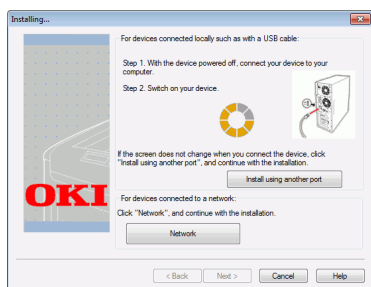 Installing...
For devices connected locally such as with a USB cable:
Step 1. With the device powered off, connect your device to your
computer.
Step 2. Switch on your device.
If the screen does not change when you connect the device, click
"Install using another port", and continue with the installation.
Install using another port
OKI
For devices connected to a network:
Click "Network", and continue with the installation.
Network
< Back
Next >
Cancel
Help